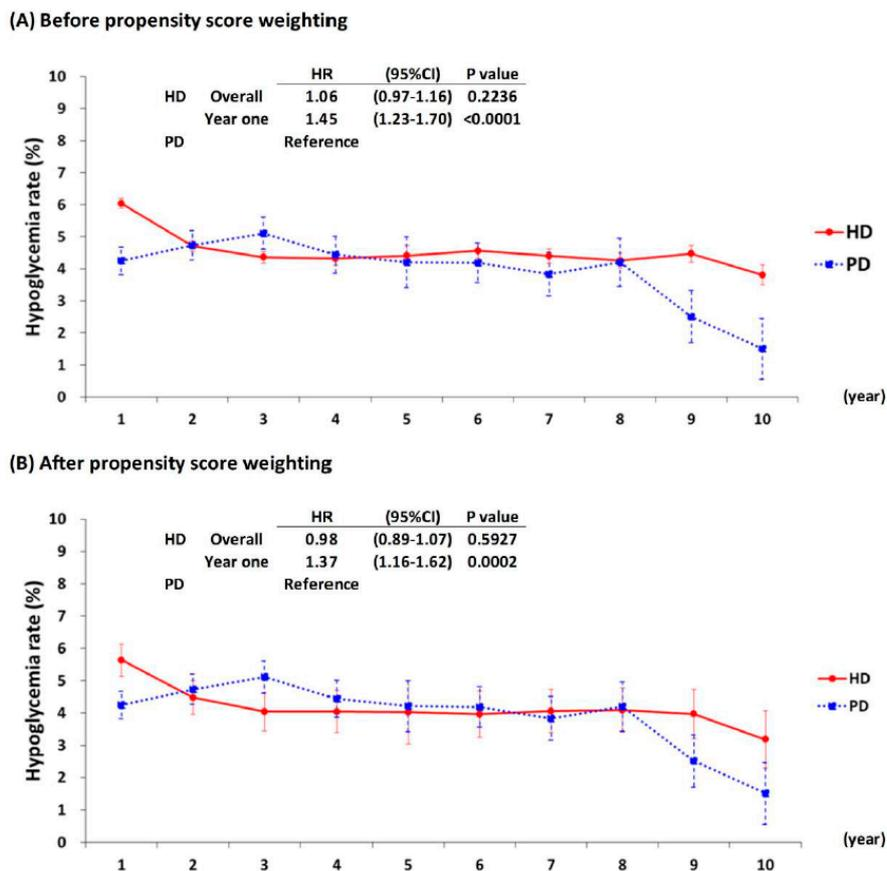 (A) Before propensity score weighting
HR (95%CI) P value
HD Overall 1.06 (0.97-1.16) 0.2236
Year one 1.45 (1.23-1.70) <0.0001
PD Reference
Hypoglycemia rate (%)
10
9
8
7
6
5
4
3
2
1
0
1 2 3 4 5 6 7 8 9 10
(year)
HD
PD
(B) After propensity score weighting
HR (95%CI) P value
HD Overall 0.98 (0.89-1.07) 0.5927
Year one 1.37 (1.16-1.62) 0.0002
PD Reference
Hypoglycemia rate (%)
10
9
8
7
6
5
4
3
2
1
0
1 2 3 4 5 6 7 8 9 10
(year)
HD
PD